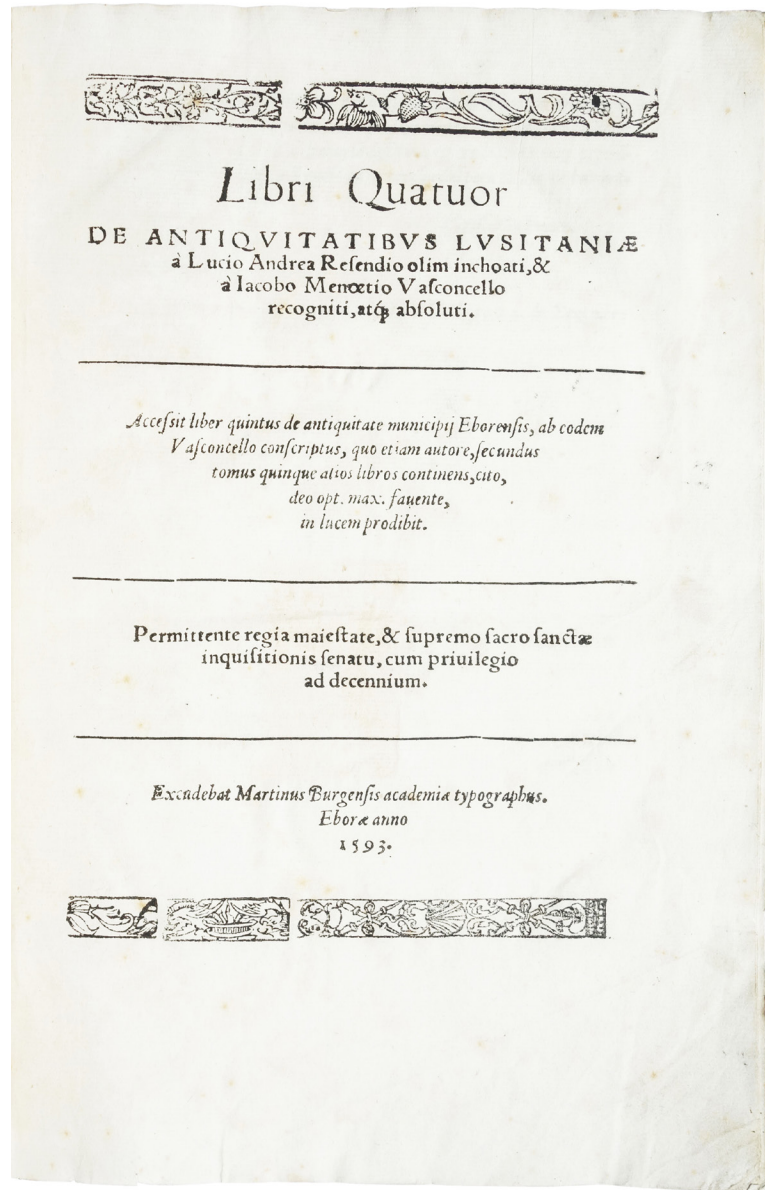 Libri Quatuor
DE ANTIQVITATIBVS LVSITANIÆ
à Lucio Andrea Reſendio olim inchoati, &
à Iacobo Menœtio Vaſconcello
recogniti, atq́ꝫ abſoluti.
Acceſsit liber quintus de antiquitate municipij Eborenſis, ab eodem
Vaſconcello conſcriptus, quo etiam autore, ſecundus
tomus quinque alios libros continens, cito,
deo opt. max. fauente,
in lucem prodibit.
Permittente regia maieſtate, & ſupremo ſacro ſanctæ
inquiſitionis ſenatu, cum priuilegio
ad decennium.
Excudebat Martinus Burgenſis academiæ typographus.
Eboræ anno
1593.